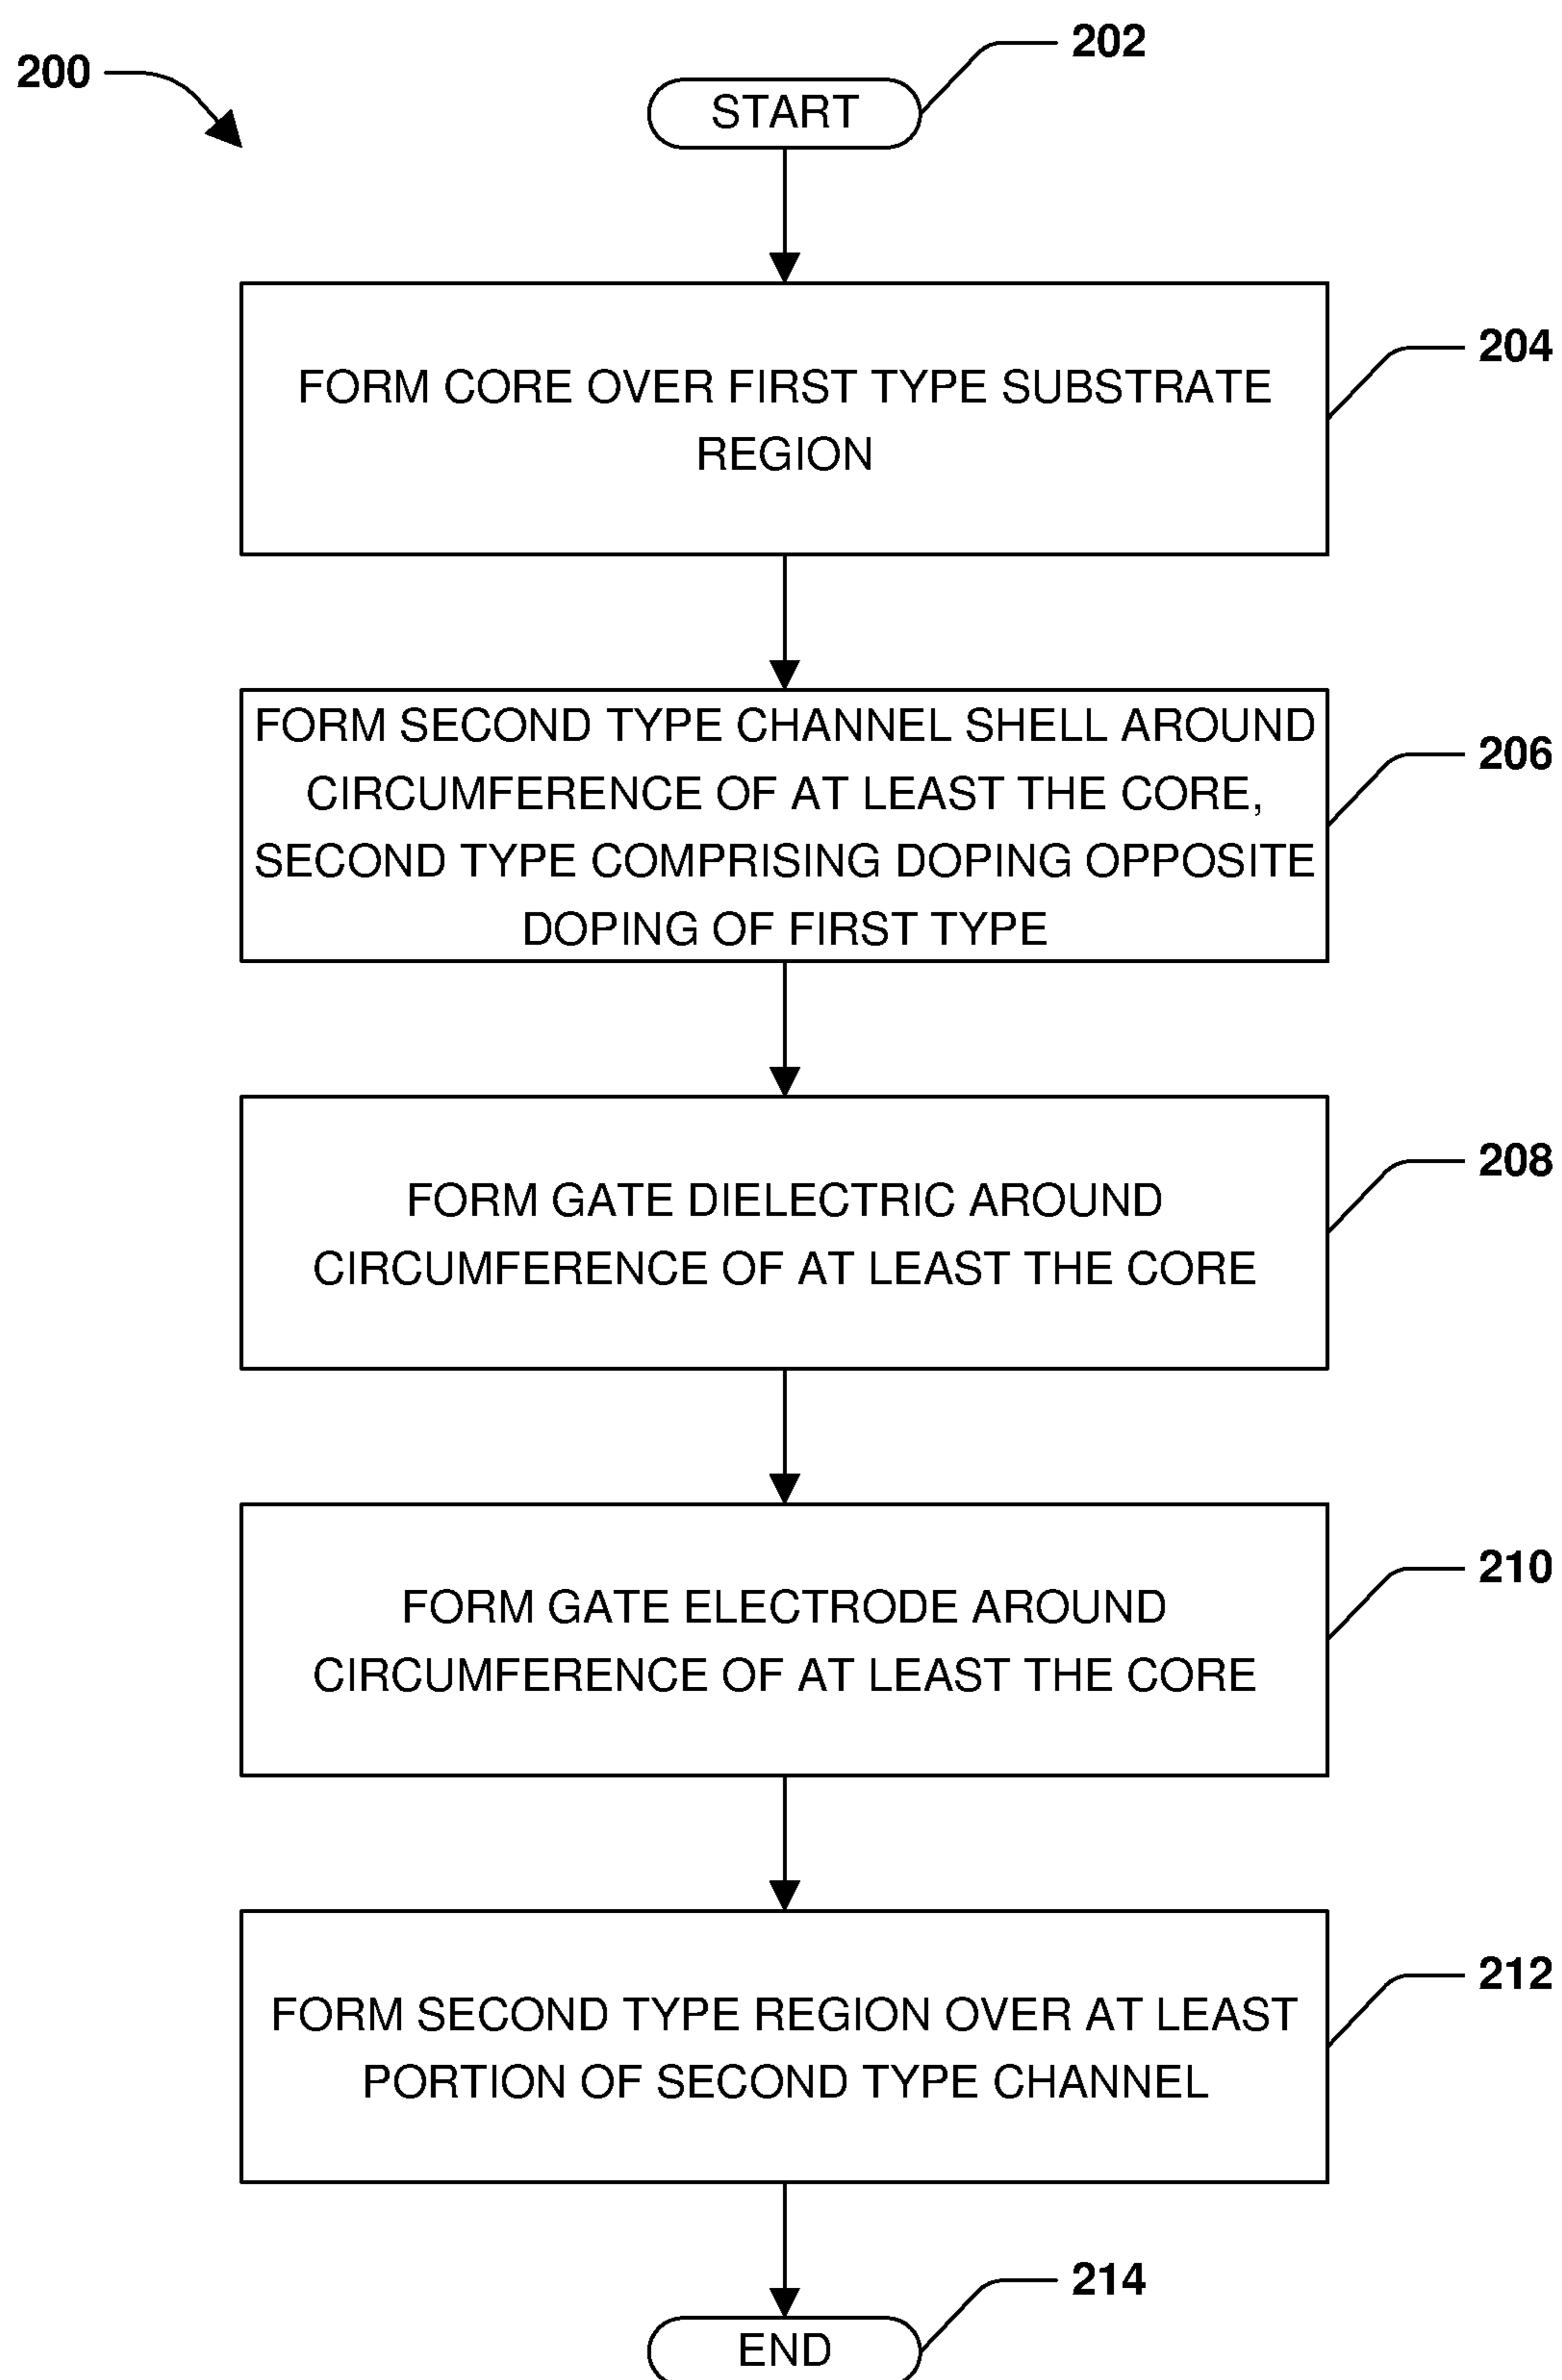 200
202
START
204
FORM CORE OVER FIRST TYPE SUBSTRATE
REGION
206
FORM SECOND TYPE CHANNEL SHELL AROUND
CIRCUMFERENCE OF AT LEAST THE CORE,
SECOND TYPE COMPRISING DOPING OPPOSITE
DOPING OF FIRST TYPE
208
FORM GATE DIELECTRIC AROUND
CIRCUMFERENCE OF AT LEAST THE CORE
210
FORM GATE ELECTRODE AROUND
CIRCUMFERENCE OF AT LEAST THE CORE
212
FORM SECOND TYPE REGION OVER AT LEAST
PORTION OF SECOND TYPE CHANNEL
214
END